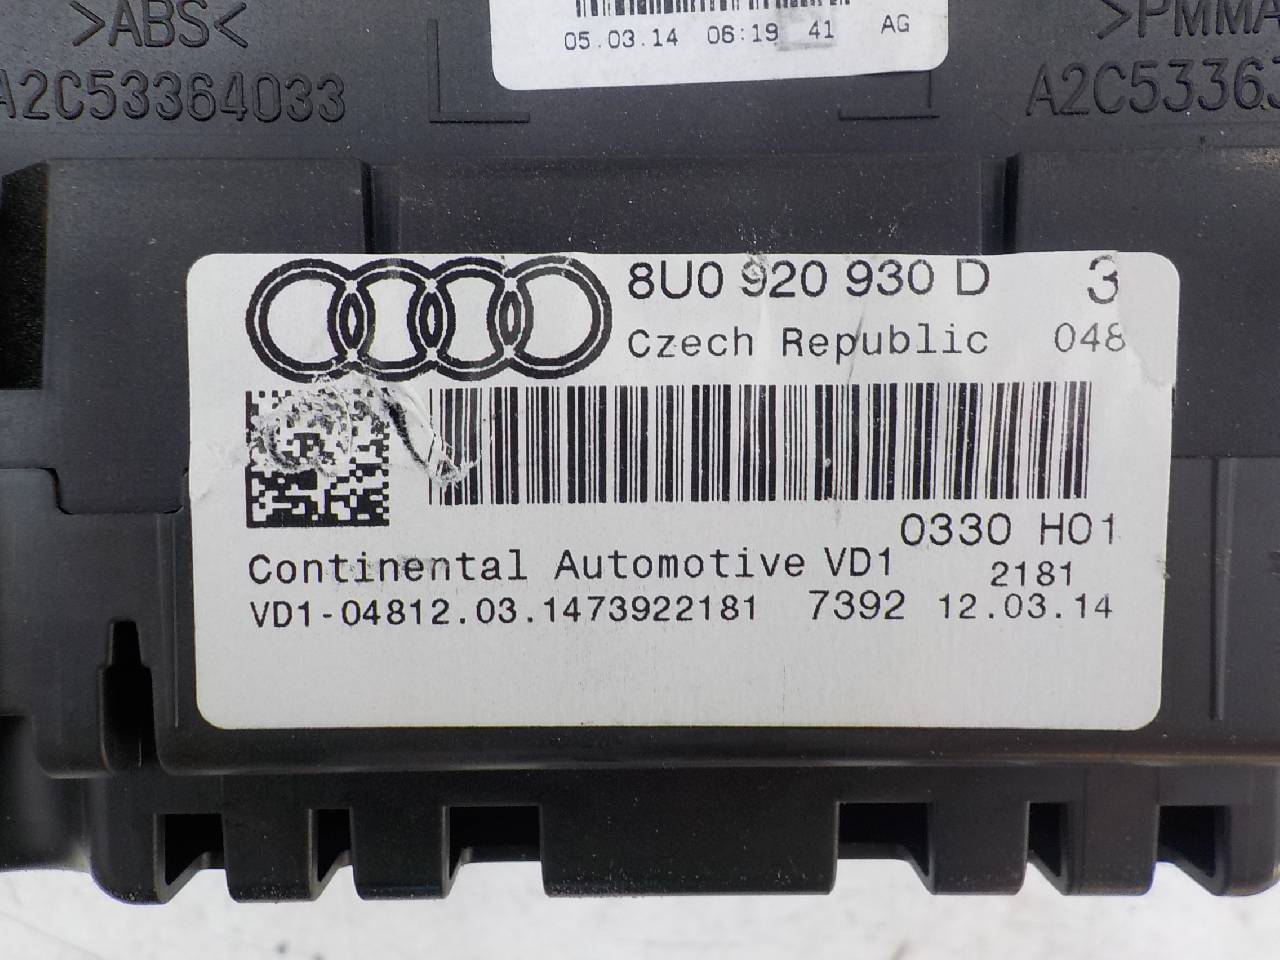 >ABS<
A2C53364033
05.03.14 06:19 41 AG
8U0 920 930 D 3
Czech Republic 048
0330 H01
Continental Automotive VD1 2181
VD1-04812.03.1473922181 7392 12.03.14